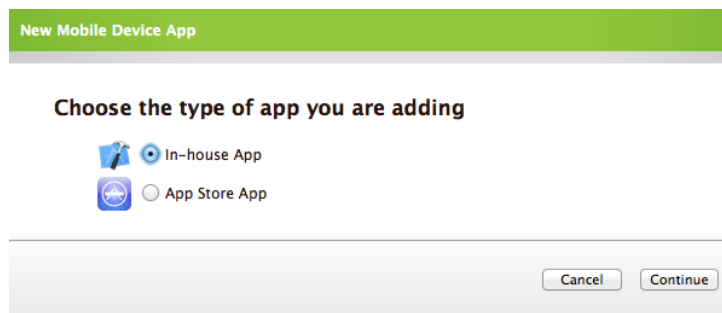 New Mobile Device App
Choose the type of app you are adding
In-house App
App Store App
Cancel Continue